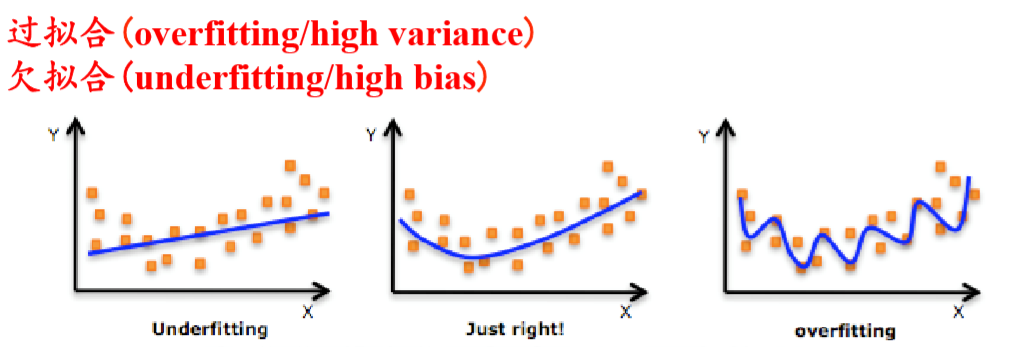 过拟合(overfitting/high variance)
欠拟合(underfitting/high bias)
Y
X
Underfitting
Y
X
Just right!
Y
X
overfitting